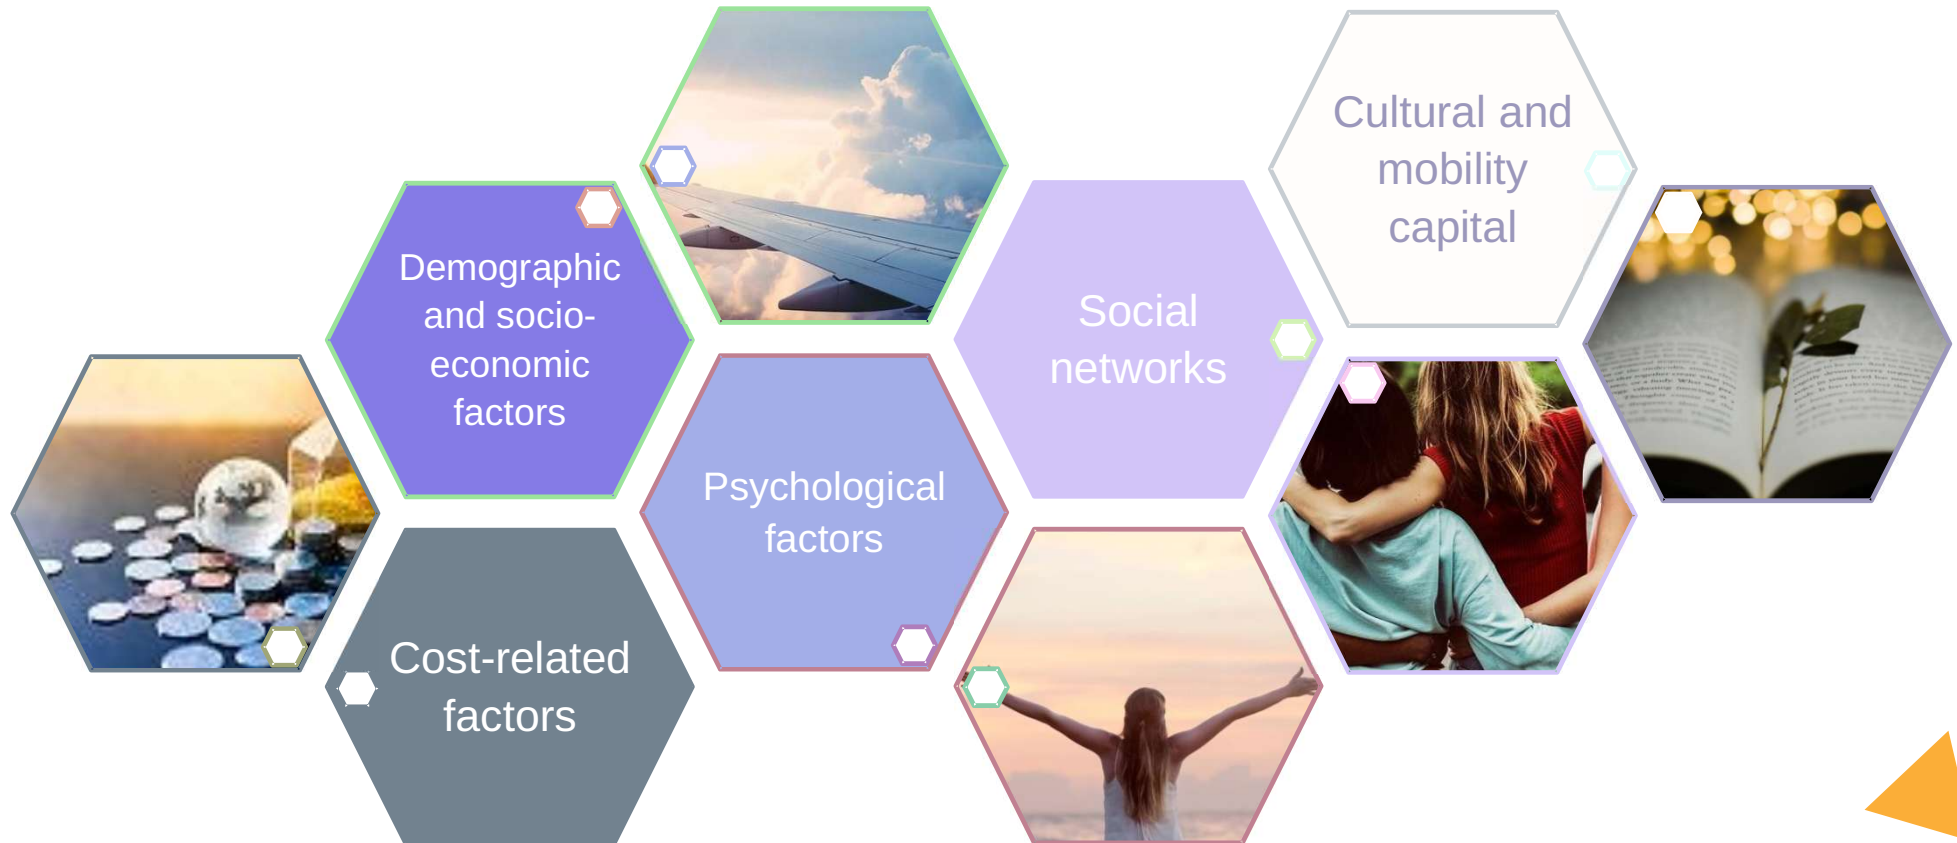 Demographic
and socio-
economic
factors
Cost-related
factors
Psychological
factors
Social
networks
Cultural and
mobility
capital